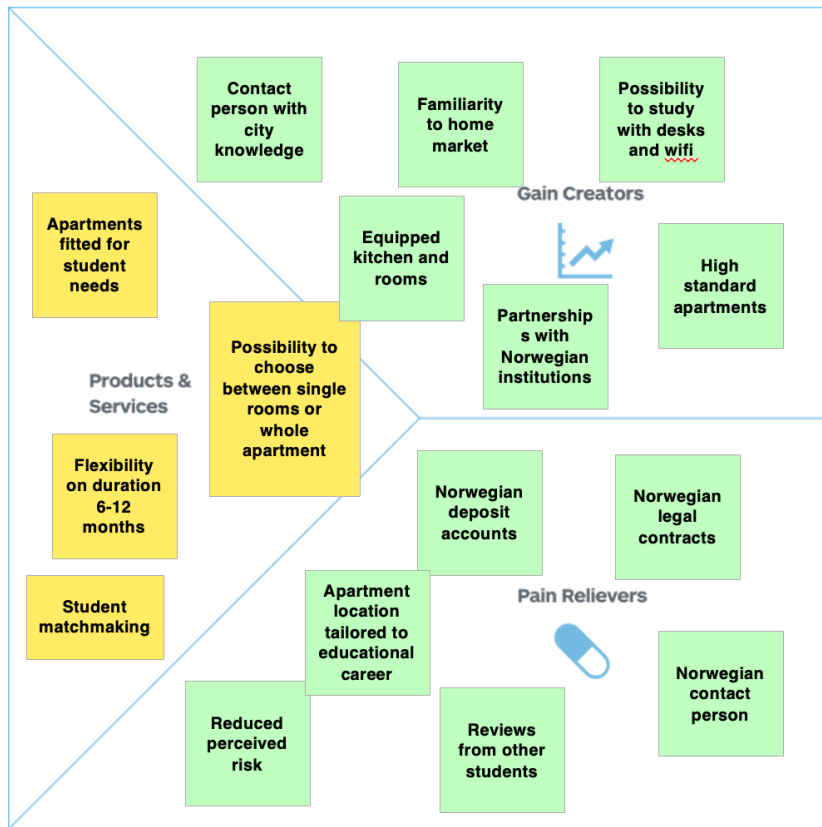 Contact
person with
city
knowledge
Familiarity
to home
market
Possibility
to study
with desks
and wifi
Gain Creators
Apartments
fitted for
student
needs
Equipped
kitchen and
rooms
High
standard
apartments
Partnership
s with
Norwegian
institutions
Products &
Services
Possibility to
choose
between single
rooms or
whole
apartment
Flexibility
on duration
6-12
months
Student
matchmaking
Norwegian
deposit
accounts
Norwegian
legal
contracts
Pain Relievers
Apartment
location
tailored to
educational
career
Norwegian
contact
person
Reduced
perceived
risk
Reviews
from other
students